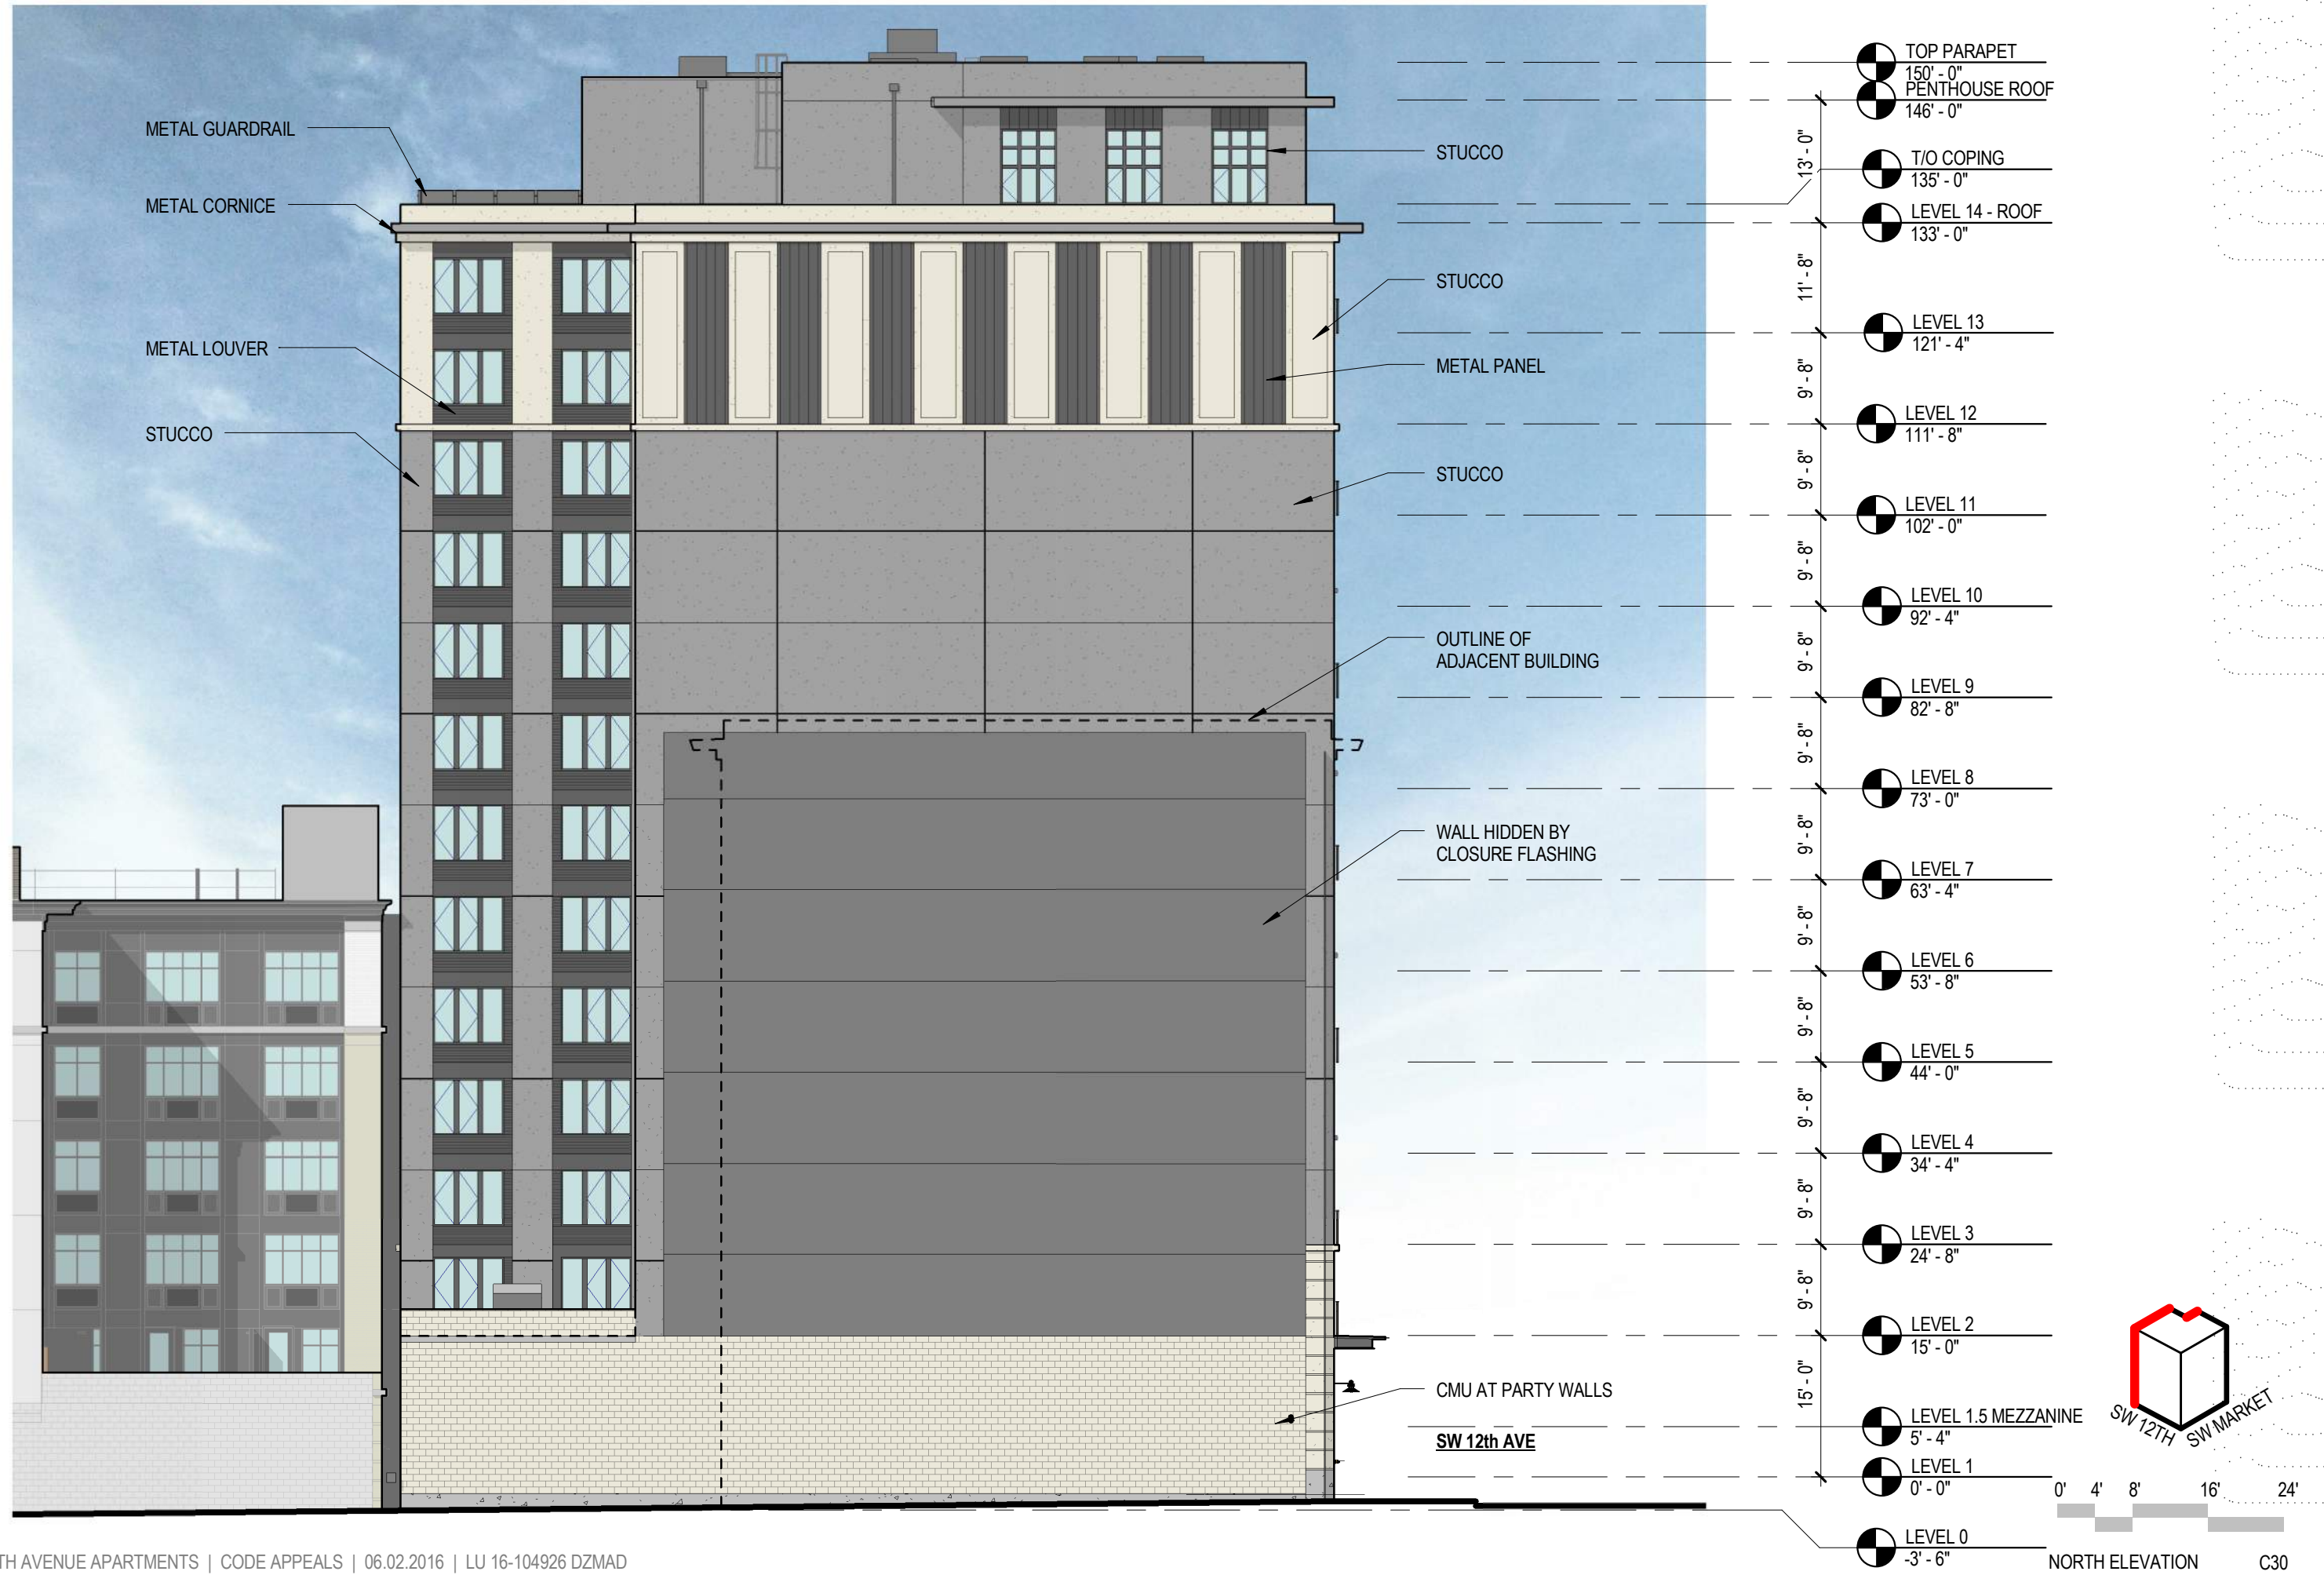 METAL GUARDRAIL
METAL CORNICE
METAL LOUVER
STUCCO
STUCCO
STUCCO
METAL PANEL
STUCCO
OUTLINE OF
ADJACENT BUILDING
WALL HIDDEN BY
CLOSURE FLASHING
CMU AT PARTY WALLS
SW 12th AVE
13' - 0"
11' - 8"
9' - 8"
9' - 8"
9' - 8"
9' - 8"
9' - 8"
9' - 8"
9' - 8"
9' - 8"
9' - 8"
9' - 8"
9' - 8"
15' - 0"
TOP PARAPET
150' - 0"
PENTHOUSE ROOF
146' - 0"
T/O COPING
135' - 0"
LEVEL 14 - ROOF
133' - 0"
LEVEL 13
121' - 4"
LEVEL 12
111' - 8"
LEVEL 11
102' - 0"
LEVEL 10
92' - 4"
LEVEL 9
82' - 8"
LEVEL 8
73' - 0"
LEVEL 7
63' - 4"
LEVEL 6
53' - 8"
LEVEL 5
44' - 0"
LEVEL 4
34' - 4"
LEVEL 3
24' - 8"
LEVEL 2
15' - 0"
LEVEL 1.5 MEZZANINE
5' - 4"
LEVEL 1
0' - 0"
LEVEL 0
-3' - 6"
SW 12TH
SW MARKET
0' 4' 8' 16' 24'
NORTH ELEVATION C30
TH AVENUE APARTMENTS | CODE APPEALS | 06.02.2016 | LU 16-104926 DZMAD